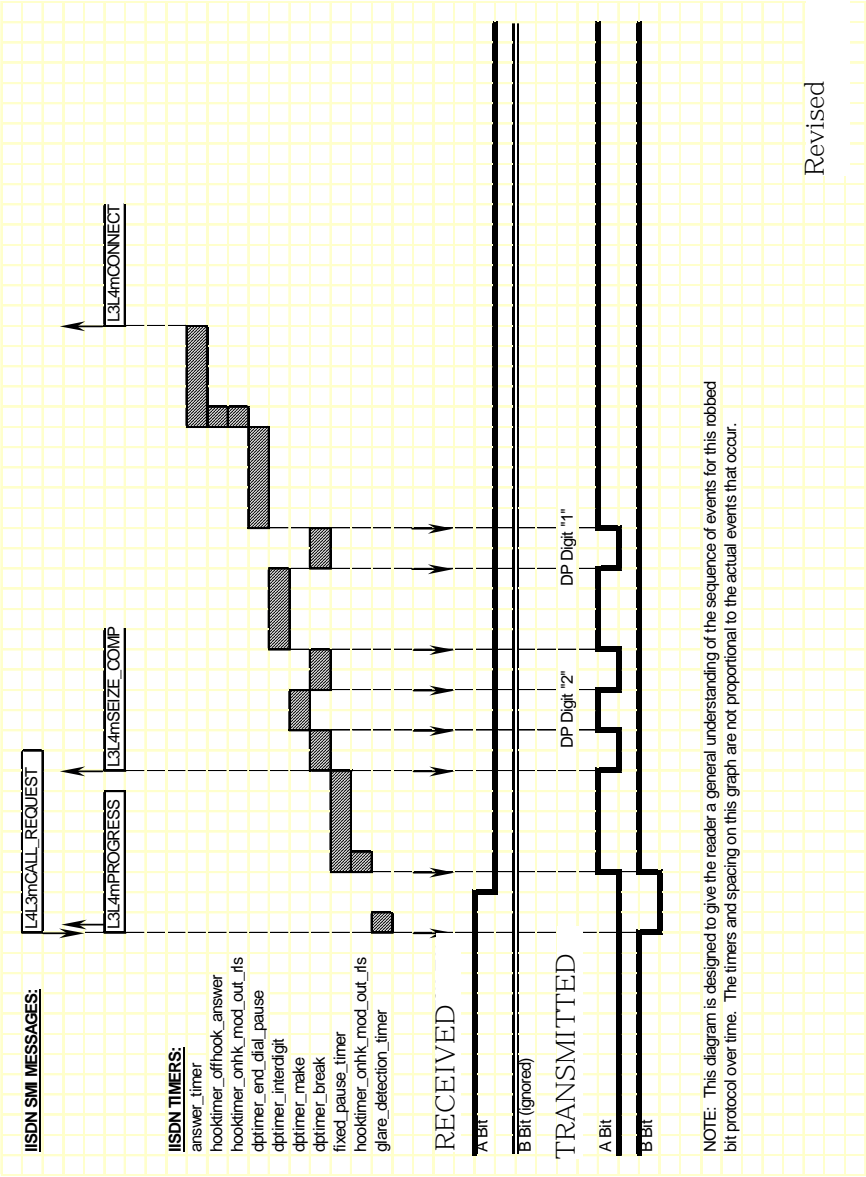 IISDN SMI MESSAGES:
L4L3mCALL_REQUEST
L3L4mPROGRESS
L3L4mSEIZE_COMP
L3L4mCONNECT
IISDN TIMERS:
answer_timer
hooktimer_offhook_answer
hooktimer_onhk_mod_out_rls
dptimer_end_dial_pause
dptimer_interdigit
dptimer_make
dptimer_break
fixed_pause_timer
hooktimer_onhk_mod_out_rls
glare_detection_timer
RECEIVED
A Bit
B Bit (ignored)
TRANSMITTED
DP Digit "2"
DP Digit "1"
A Bit
B Bit
NOTE: This diagram is designed to give the reader a general understanding of the sequence of events for this robbed
bit protocol over time. The timers and spacing on this graph are not proportional to the actual events that occur.
Revised